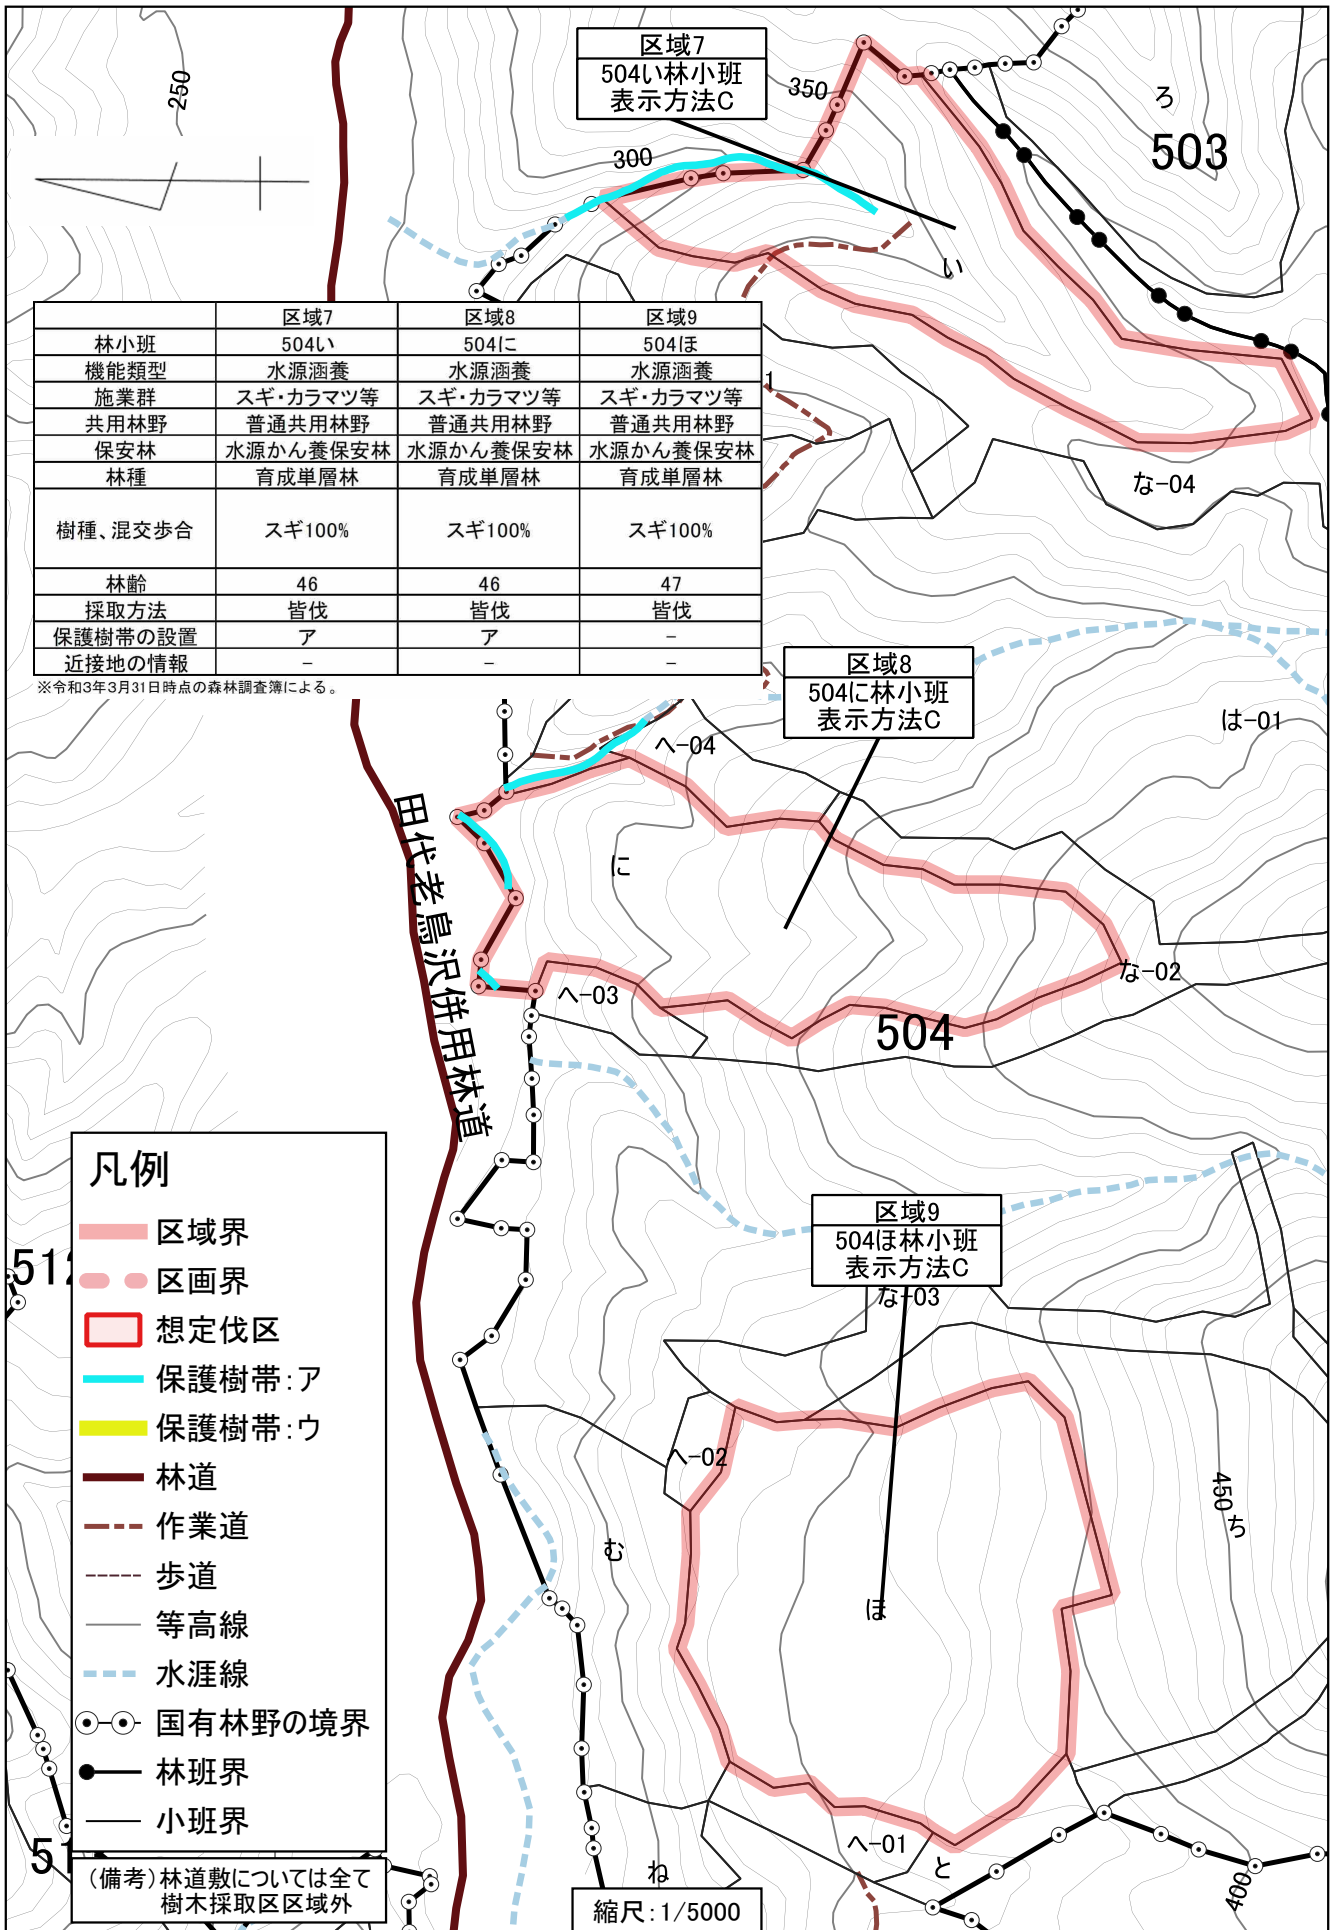 区域7
504い林小班
表示方法C
250
350
300
ろ
503
い
区域7 区域8 区域9
林小班 504い 504に 504ほ
機能類型 水源涵養 水源涵養 水源涵養
施業群 スギ・カラマツ等 スギ・カラマツ等 スギ・カラマツ等
共用林野 普通共用林野 普通共用林野 普通共用林野
保安林 水源かん養保安林 水源かん養保安林 水源かん養保安林
林種 育成単層林 育成単層林 育成単層林
樹種、混交歩合 スギ100% スギ100% スギ100%
林齢 46 46 47
採取方法 皆伐 皆伐 皆伐
保護樹帯の設置 ア ア －
近接地の情報 － － －
※令和3年3月31日時点の森林調査簿による。
1
な-04
区域8
504に林小班
表示方法C
は-01
へ-04
に
な-02
へ-03
504
田代老鳥沢併用林道
区域9
504ほ林小班
表示方法C
な-03
へ-02
450
ち
む
ほ
へ-01
と
ね
400
512
51
凡例
区域界
区画界
想定伐区
保護樹帯：ア
保護樹帯：ウ
林道
作業道
歩道
等高線
水涯線
国有林野の境界
林班界
小班界
（備考）林道敷については全て
樹木採取区区域外
縮尺：1/5000